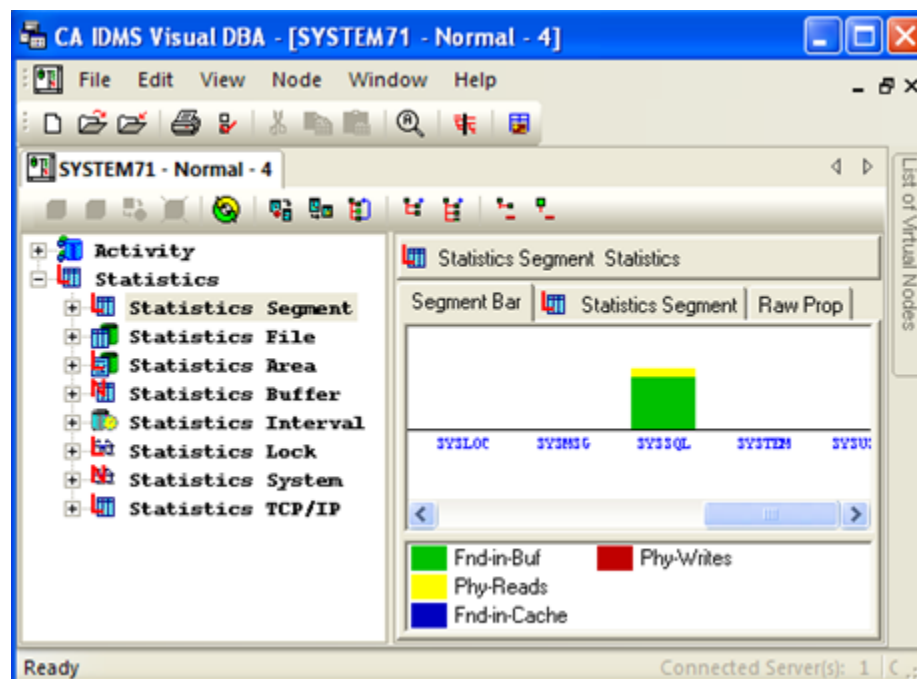 CA IDMS Visual DBA - [SYSTEM71 - Normal - 4]
File Edit View Node Window Help
SYSTEM71 - Normal - 4
List of Virtual Nodes
Activity
Statistics
Statistics Segment
Statistics File
Statistics Area
Statistics Buffer
Statistics Interval
Statistics Lock
Statistics System
Statistics TCP/IP
Statistics Segment Statistics
Segment Bar Statistics Segment Raw Prop
SYSLOC SYSMSG SYSSQL SYSTEM SYSU
Fnd-in-Buf Phy-Writes
Phy-Reads
Fnd-in-Cache
Ready Connected Server(s): 1 C